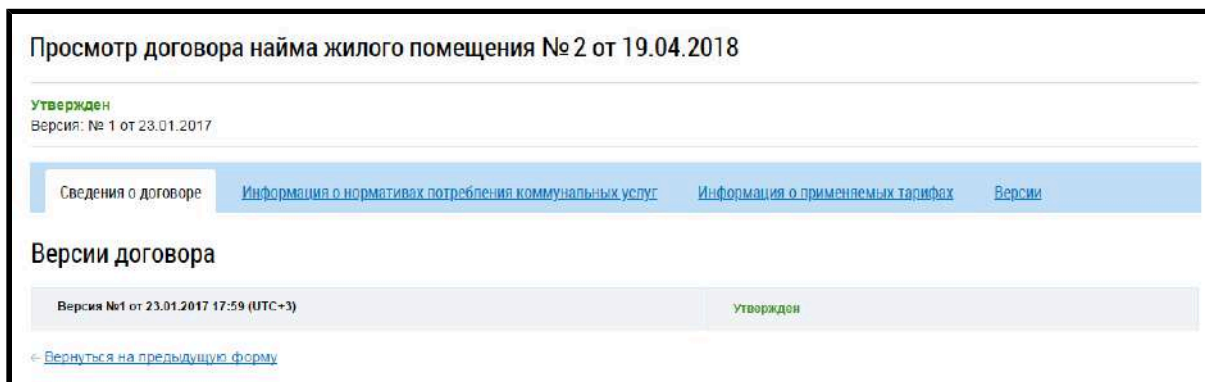 Просмотр договора найма жилого помещения № 2 от 19.04.2018
Утвержден
Версия: № 1 от 23.01.2017
Сведения о договоре Информация о нормативах потребления коммунальных услуг Информация о применяемых тарифах Версии
Версии договора
Версия №1 от 23.01.2017 17:59 (UTC+3) Утвержден
← Вернуться на предыдущую форму